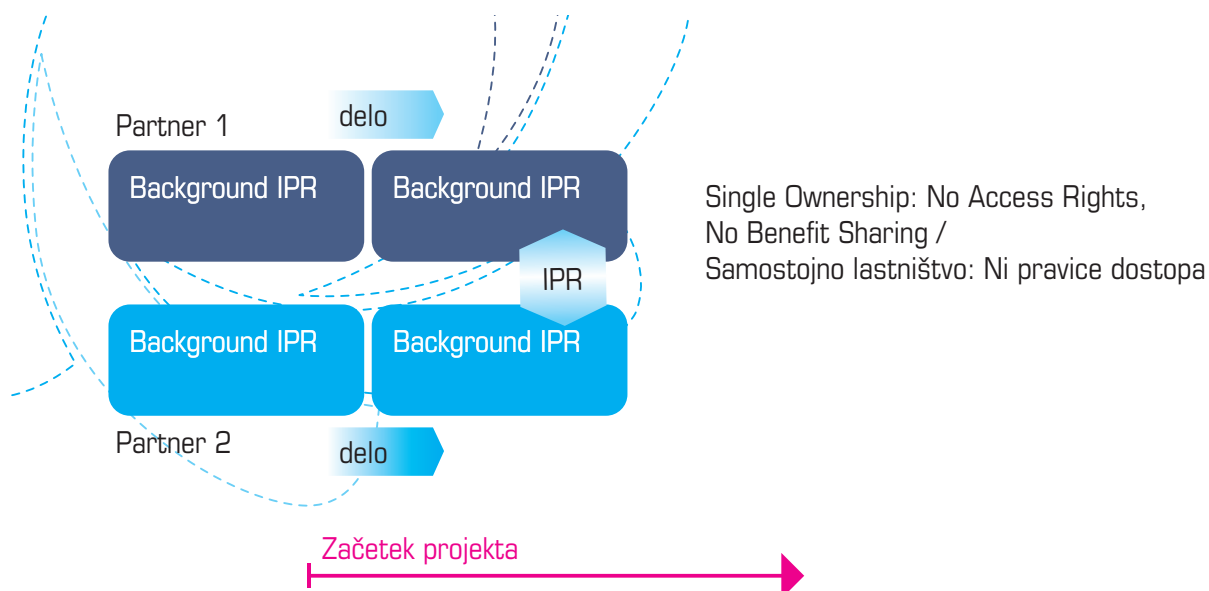 Partner 1
delo
Background IPR
Background IPR
IPR
Background IPR
Background IPR
Partner 2
delo
Začetek projekta
Single Ownership: No Access Rights,
No Benefit Sharing /
Samostojno lastništvo: Ni pravice dostopa